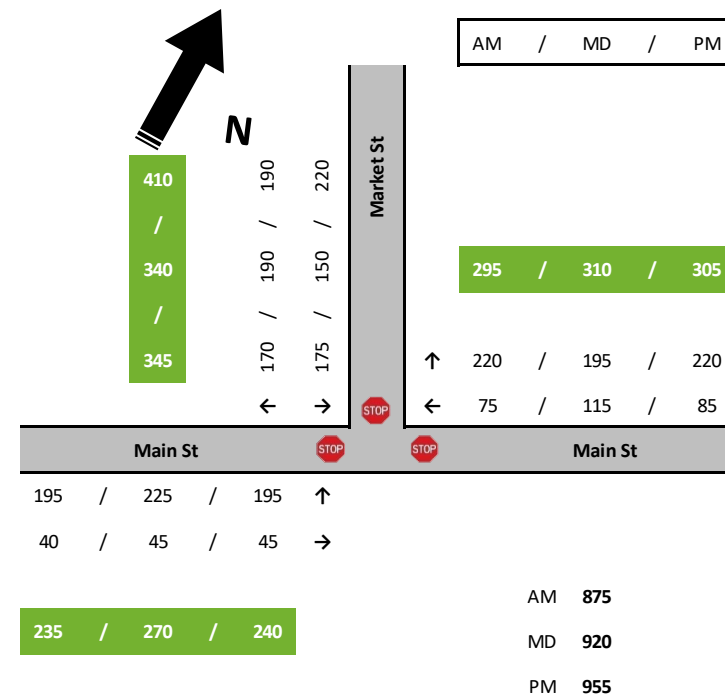 AM / MD / PM
N
410 / 340 / 345
190 / 190 / 170
220 / 150 / 175
Market St
295 / 310 / 305
↑ 220 / 195 / 220
← → STOP ← 75 / 115 / 85
Main St STOP STOP Main St
195 / 225 / 195 ↑
40 / 45 / 45 →
AM 875
235 / 270 / 240
MD 920
PM 955